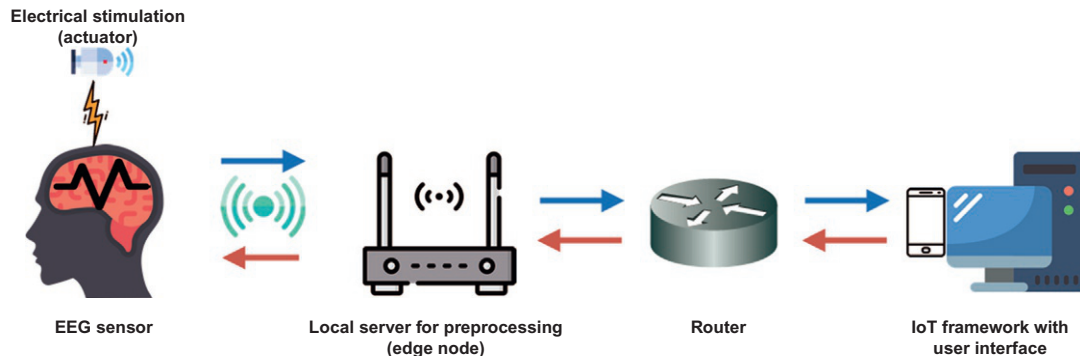 Electrical stimulation
(actuator)
EEG sensor
Local server for preprocessing
(edge node)
Router
IoT framework with
user interface